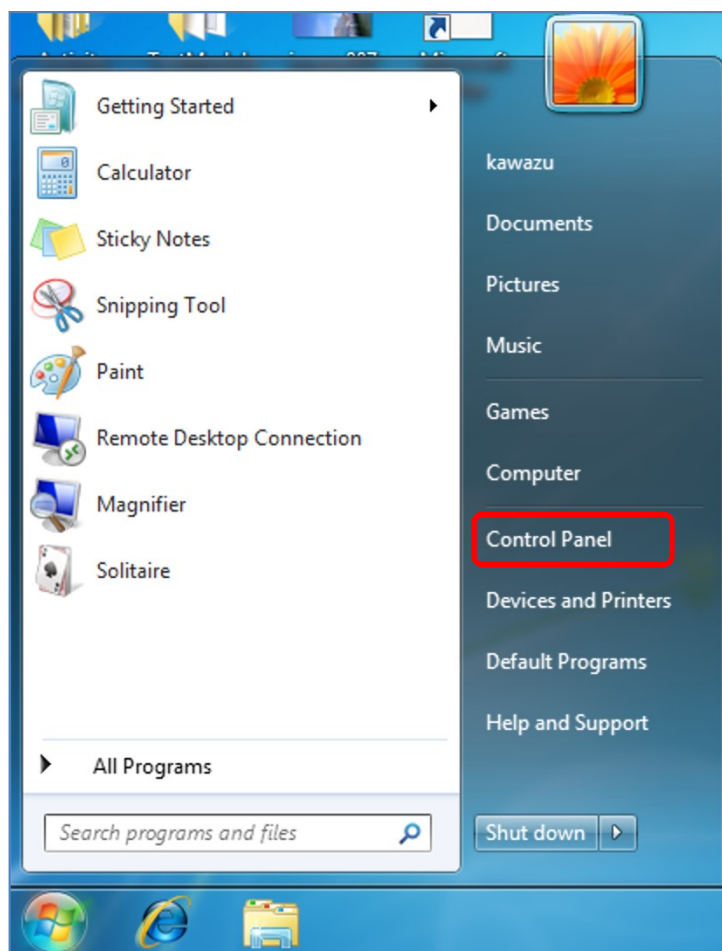 Getting Started
Calculator
Sticky Notes
Snipping Tool
Paint
Remote Desktop Connection
Magnifier
Solitaire
All Programs
Search programs and files
kawazu
Documents
Pictures
Music
Games
Computer
Control Panel
Devices and Printers
Default Programs
Help and Support
Shut down